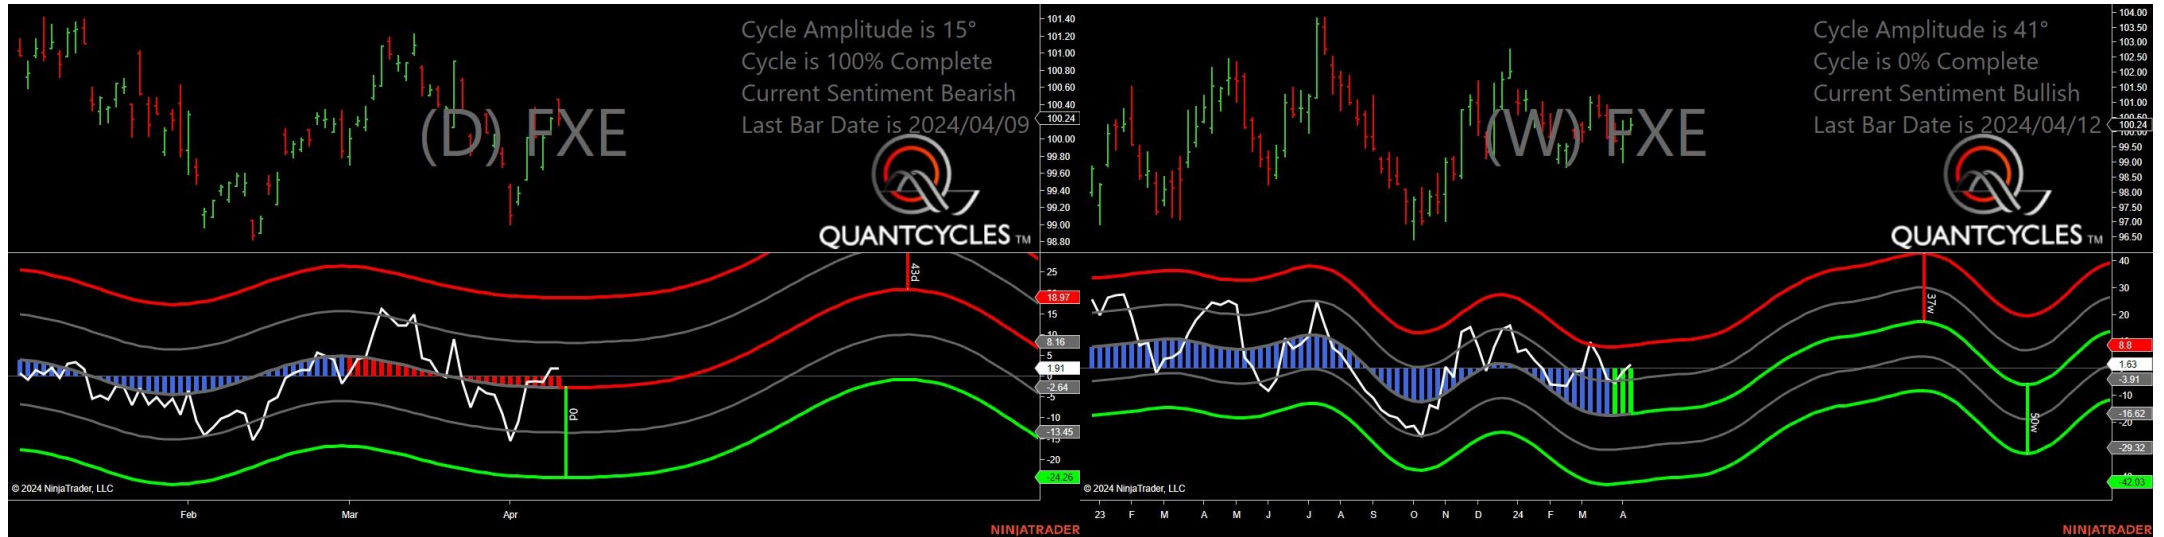 Cycle Amplitude is 15°
Cycle is 100% Complete
Current Sentiment Bearish
Last Bar Date is 2024/04/09
(D) FXE
QUANTCYCLES TM
101.40
101.20
101.00
100.80
100.60
100.40
100.24
100.00
99.80
99.60
99.40
99.20
99.00
98.80
43d
0d
25
18.97
15
10
8.16
5
1.91
-2.64
-5
-10
-13.45
-15
-20
-24.26
© 2024 NinjaTrader, LLC
Feb
Mar
Apr
NINJATRADER
Cycle Amplitude is 41°
Cycle is 0% Complete
Current Sentiment Bullish
Last Bar Date is 2024/04/12
(W) FXE
QUANTCYCLES TM
104.00
103.50
103.00
102.50
102.00
101.50
101.00
100.24
100.00
99.50
99.00
98.50
98.00
97.50
97.00
96.50
37w
50w
40
30
20
8.8
1.63
-3.91
-10
-16.62
-20
-29.32
-42.03
© 2024 NinjaTrader, LLC
23
F
M
A
M
J
J
A
S
O
N
D
24
F
M
A
NINJATRADER